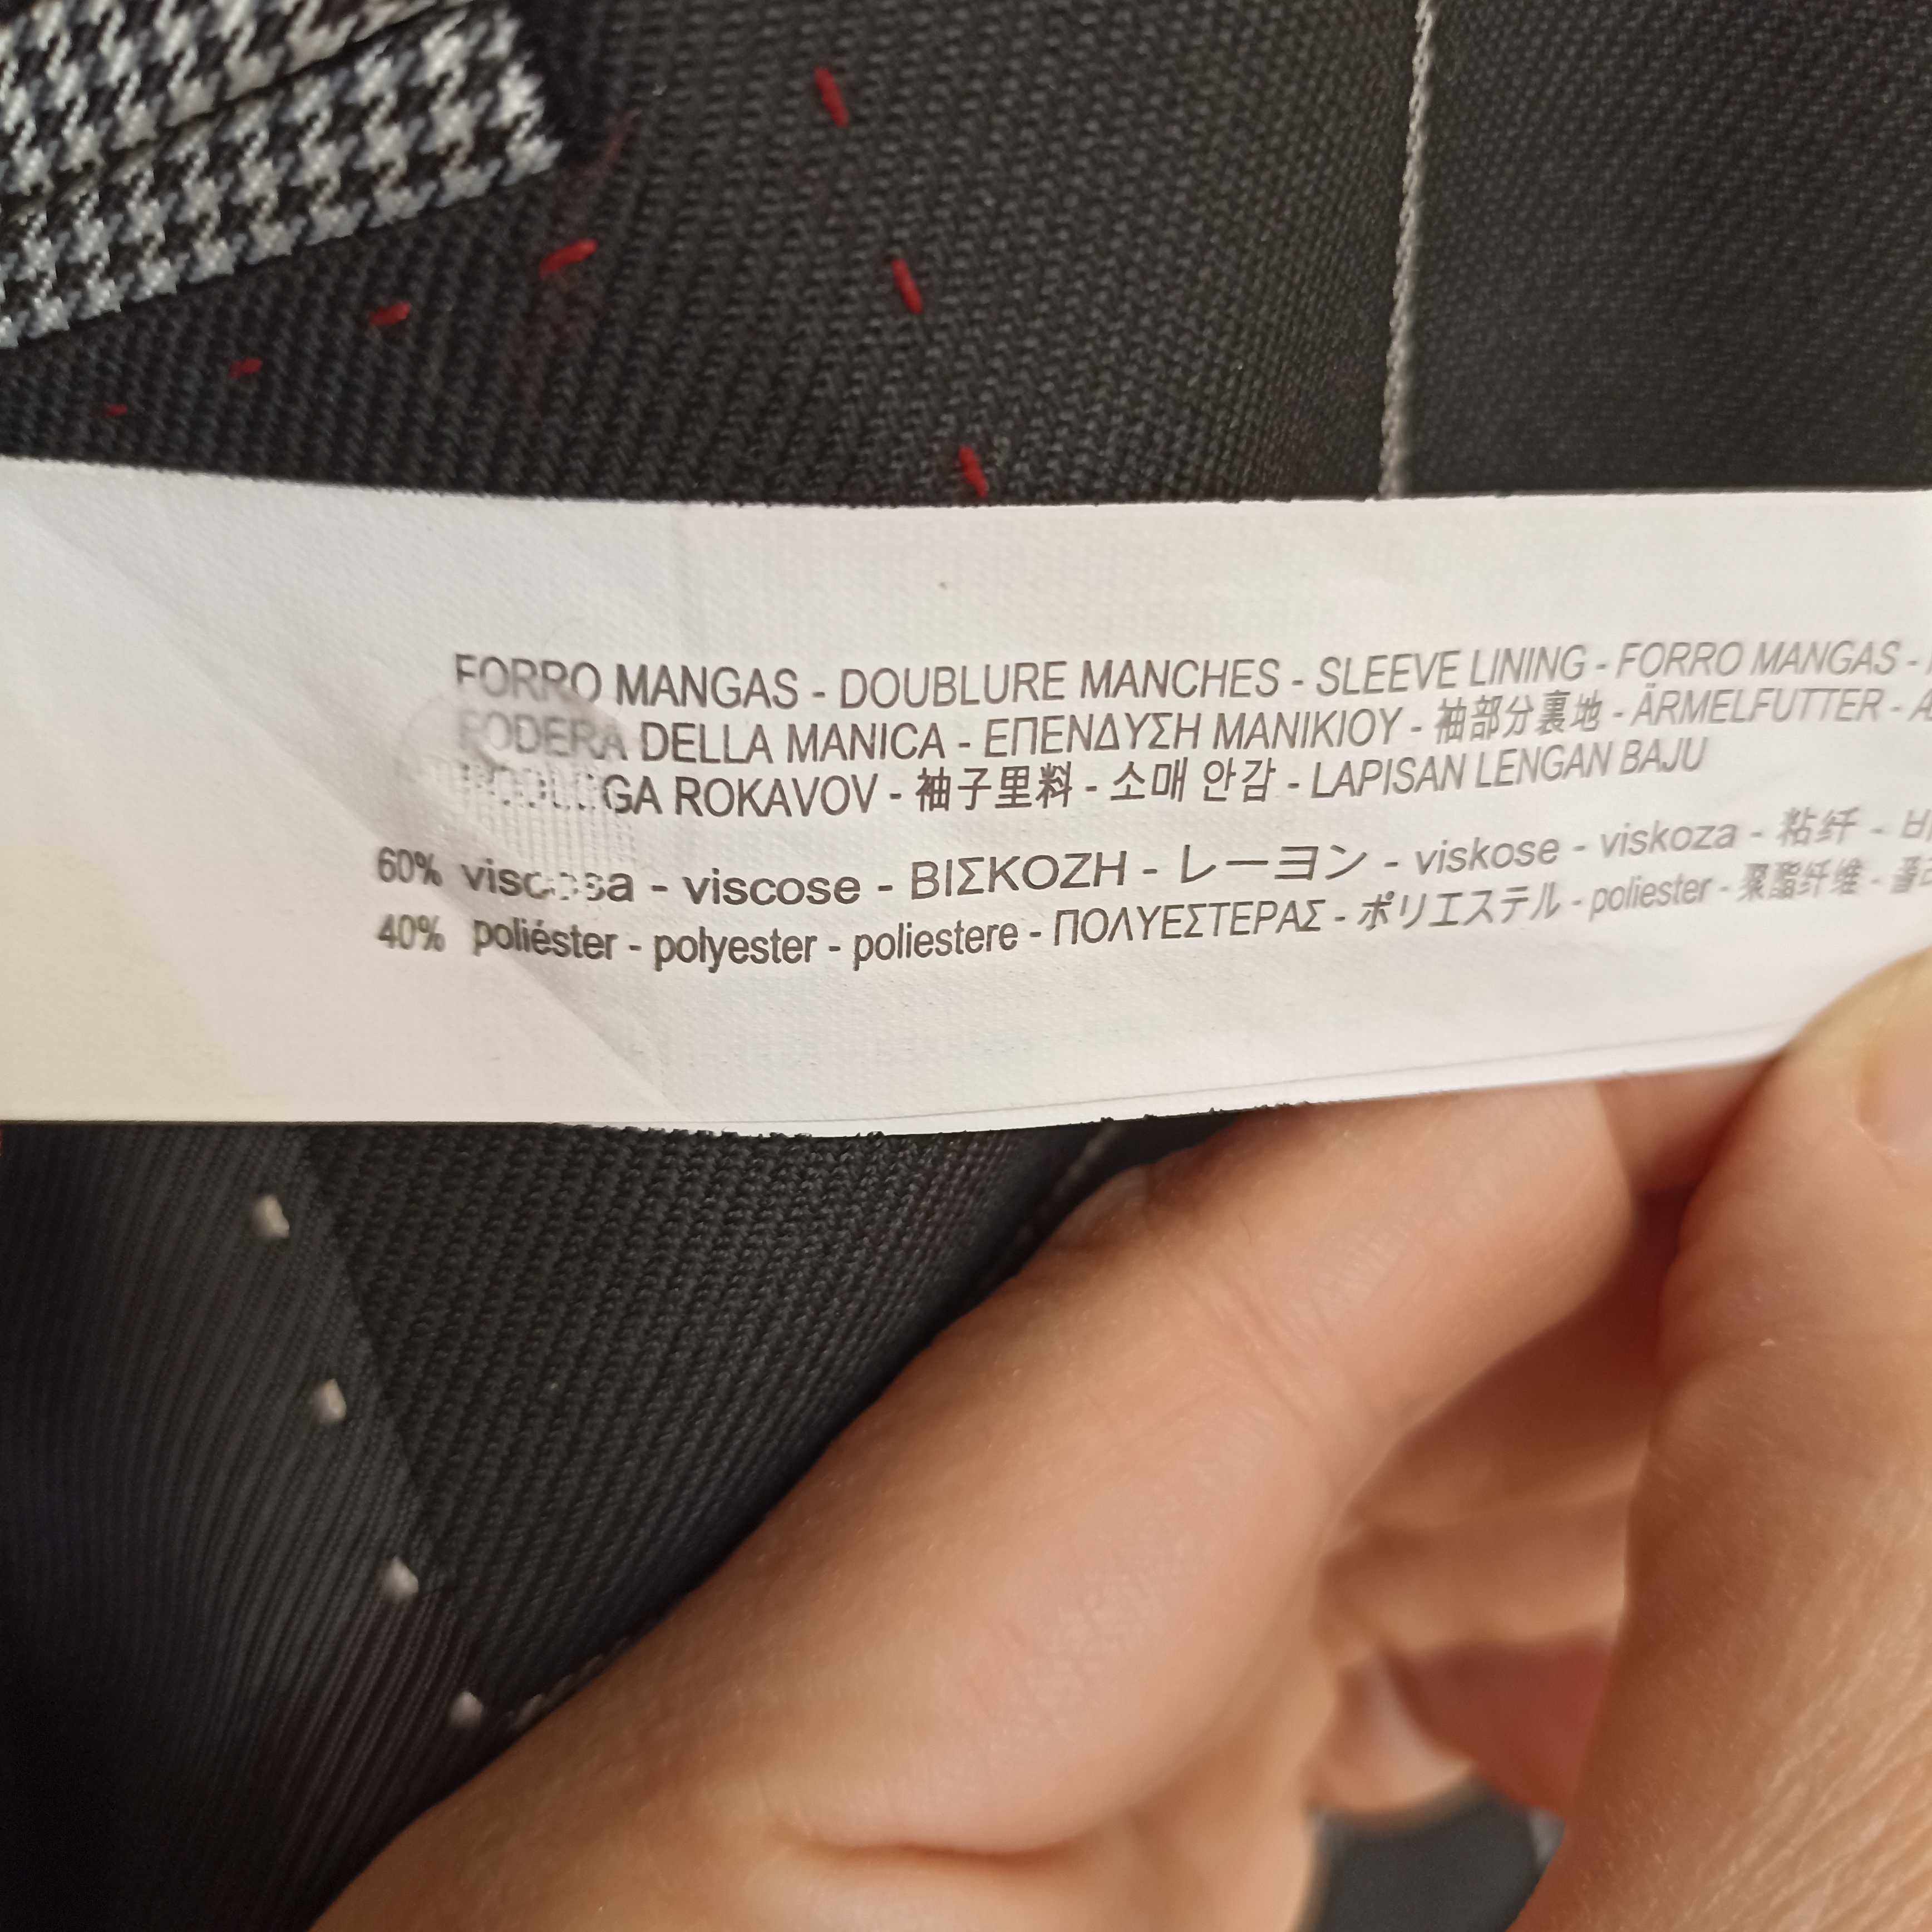 FORRO MANGAS - DOUBLURE MANCHES - SLEEVE LINING - FORRO MANGAS -
FODERA DELLA MANICA - ΕΠΕΝΔΥΣΗ ΜΑΝΙΚΙΟΥ - 袖部分裏地 - ÄRMELFUTTER -
ROKAVOV - 袖子里料 - 소매 안감 - LAPISAN LENGAN BAJU
60% viscosa - viscose - ΒΙΣΚΟΖΗ - レーヨン - viskose - viskoza - 粘纤 -
40% poliéster - polyester - poliestere - ΠΟΛΥΕΣΤΕΡΑΣ - ポリエステル - poliester - 聚酯纤维 -